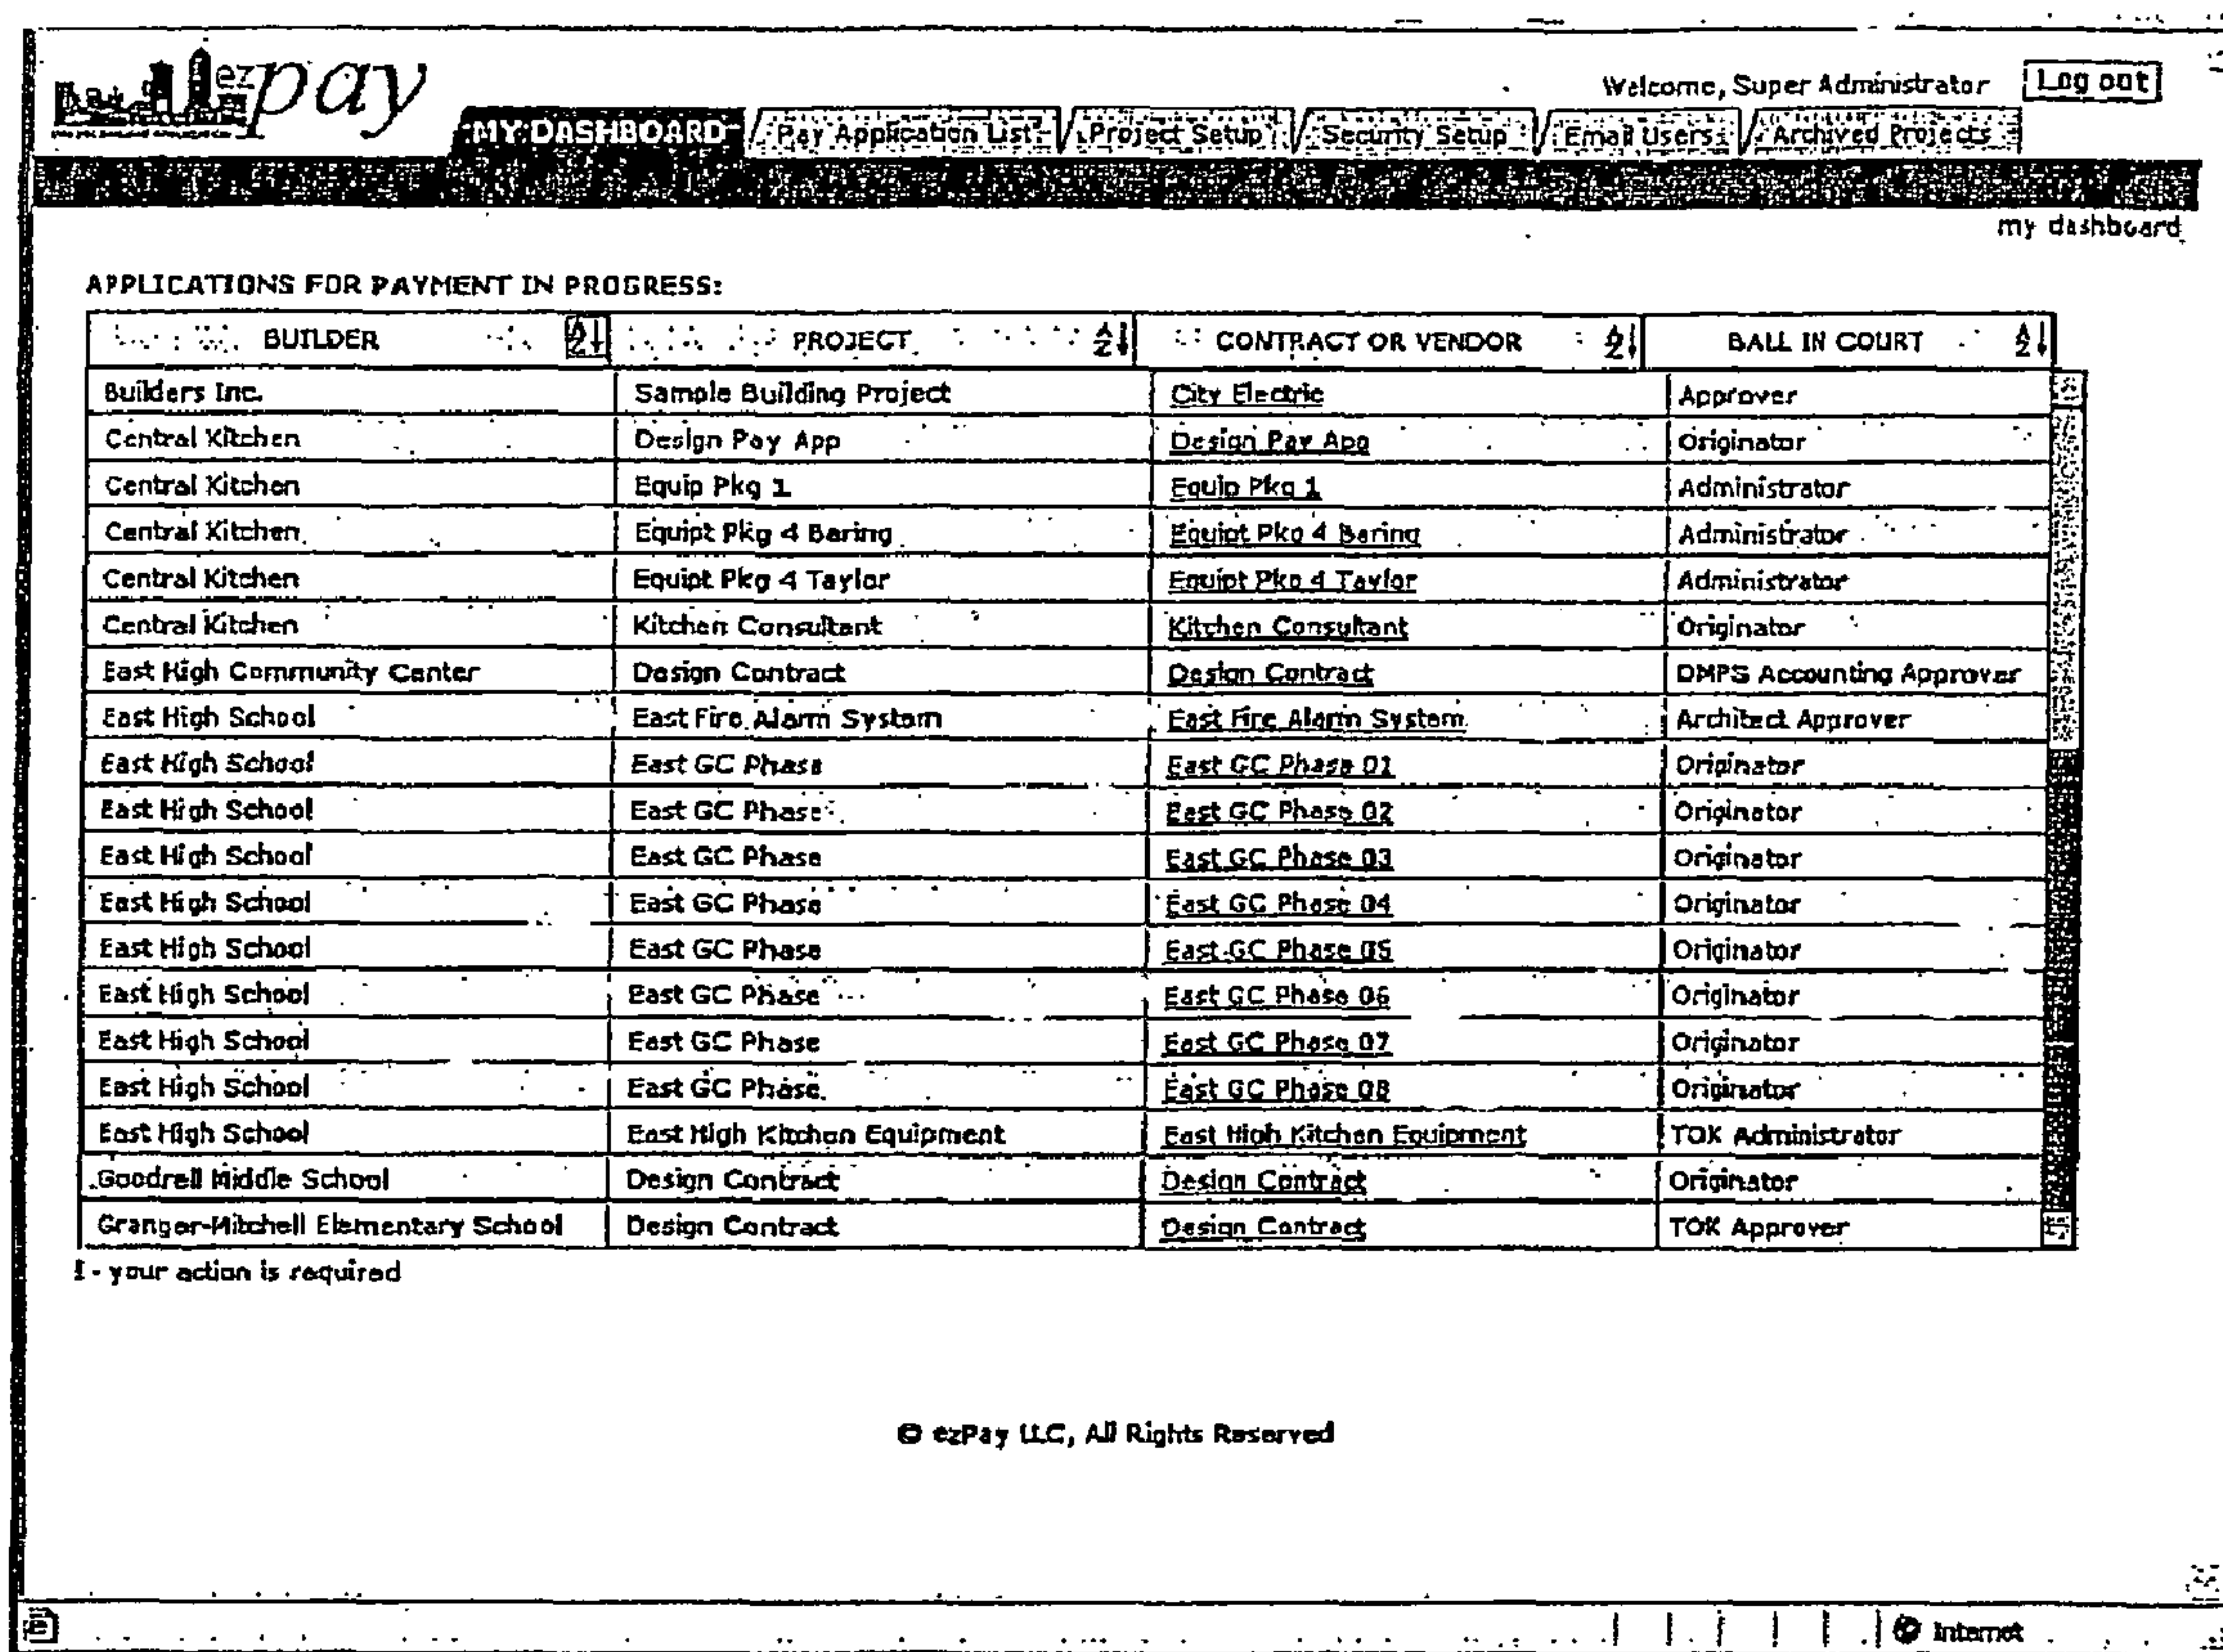 ezpay
Welcome, Super Administrator Log out
MY DASHBOARD Pay Application List Project Setup Security Setup Email Users Archived Projects
my dashboard
APPLICATIONS FOR PAYMENT IN PROGRESS:
BUILDER PROJECT CONTRACT OR VENDOR BALL IN COURT
Builders Inc. Sample Building Project City Electric Approver
Central Kitchen Design Pay App Design Pay App Originator
Central Kitchen Equip Pkg 1 Equip Pkg 1 Administrator
Central Kitchen Equipt Pkg 4 Baring Equipt Pkg 4 Baring Administrator
Central Kitchen Equipt Pkg 4 Taylor Equipt Pkg 4 Taylor Administrator
Central Kitchen Kitchen Consultant Kitchen Consultant Originator
East High Community Center Design Contract Design Contract DMPS Accounting Approver
East High School East Fire Alarm System East Fire Alarm System Architect Approver
East High School East GC Phase East GC Phase 01 Originator
East High School East GC Phase East GC Phase 02 Originator
East High School East GC Phase East GC Phase 03 Originator
East High School East GC Phase East GC Phase 04 Originator
East High School East GC Phase East GC Phase 05 Originator
East High School East GC Phase East GC Phase 06 Originator
East High School East GC Phase East GC Phase 07 Originator
East High School East GC Phase East GC Phase 08 Originator
East High School East High Kitchen Equipment East High Kitchen Equipment TOK Administrator
Goodrell Middle School Design Contract Design Contract Originator
Granger-Mitchell Elementary School Design Contract Design Contract TOK Approver
! - your action is required
© ezPay LLC, All Rights Reserved
Internet